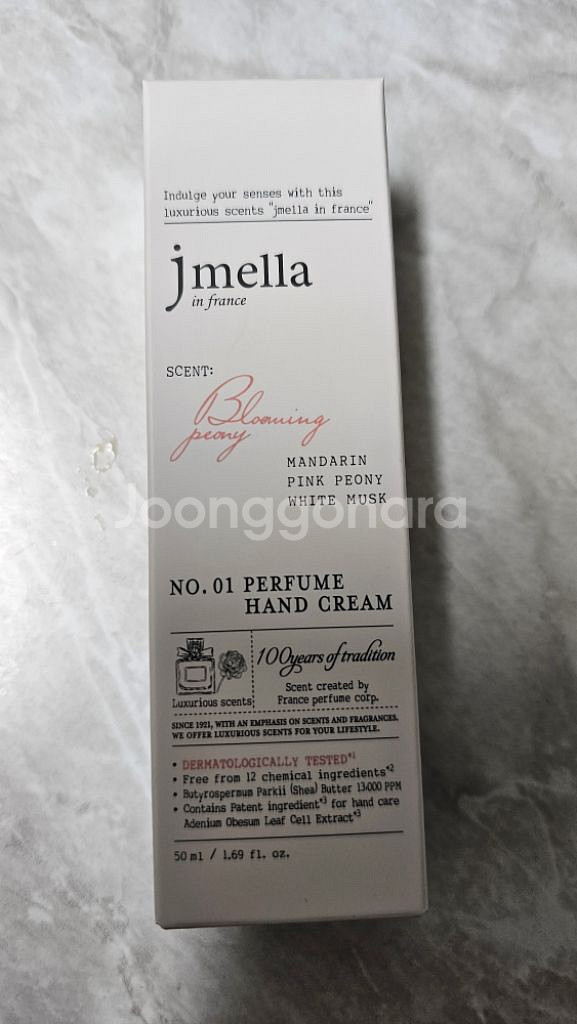 Indulge your senses with this
luxurious scents "jmella in france"
jmella
in france
SCENT:
Blooming
peony
MANDARIN
PINK PEONY
WHITE MUSK
Joonggonara
NO. 01 PERFUME
HAND CREAM
Luxurious scents
100years of tradition
Scent created by
France perfume corp.
SINCE 1921, WITH AN EMPHASIS ON SCENTS AND FRAGRANCES.
WE OFFER LUXURIOUS SCENTS FOR YOUR LIFESTYLE.
• DERMATOLOGICALLY TESTED*1
• Free from 12 chemical ingredients*2
• Butyrospermum Parkii (Shea) Butter 13,000 PPM
• Contains Patent ingredient*3 for hand care
Adenium Obesum Leaf Cell Extract*3
50 ml / 1.69 fl. oz.